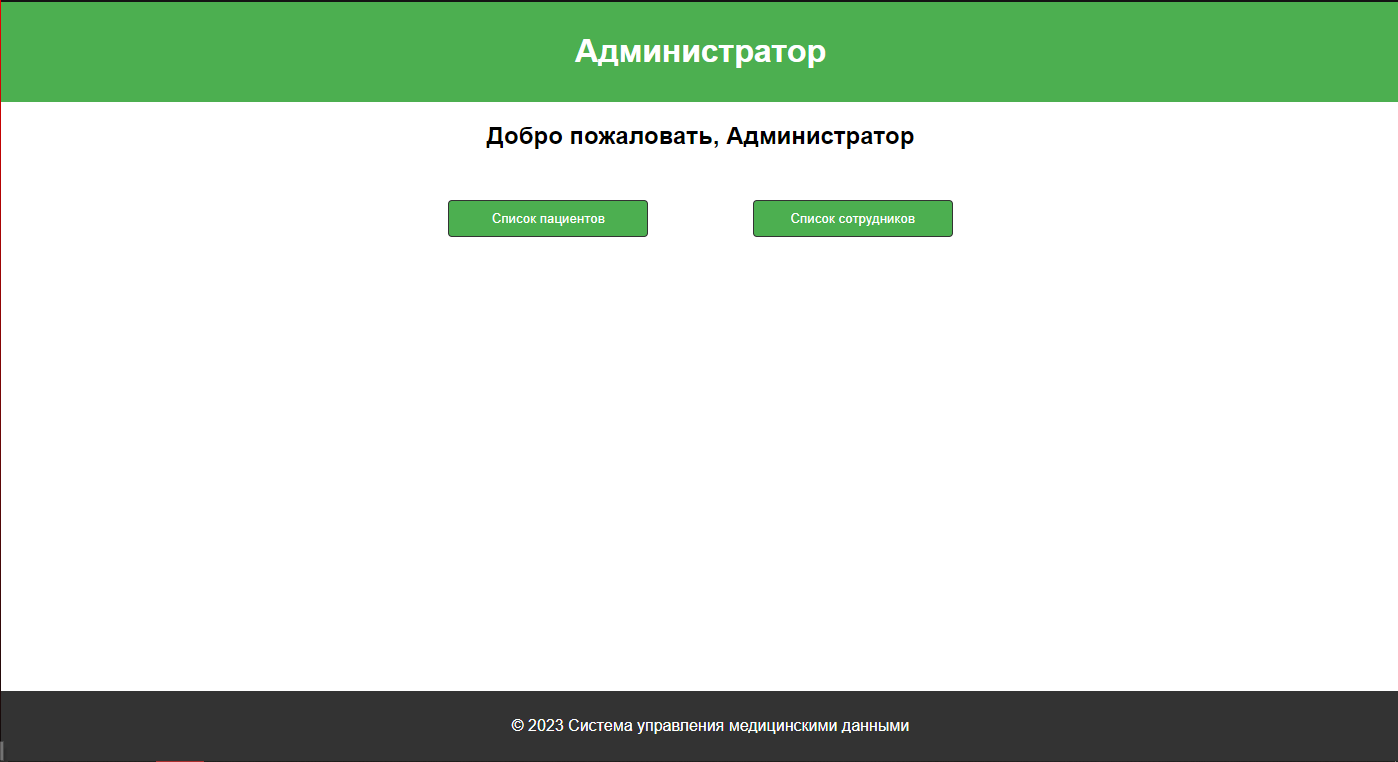 Администратор
Добро пожаловать, Администратор
Список пациентов
Список сотрудников
© 2023 Система управления медицинскими данными